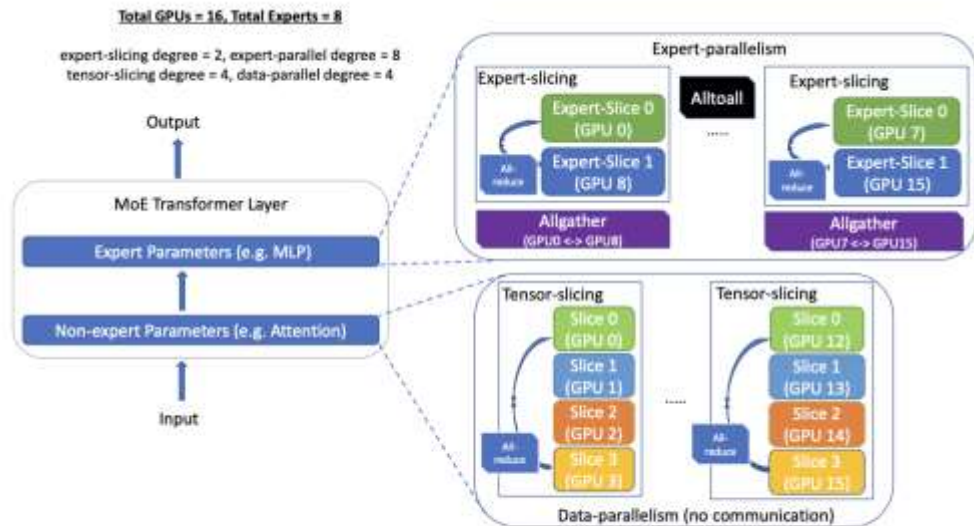 Total GPUs = 16, Total Experts = 8
expert-slicing degree = 2, expert-parallel degree = 8
tensor-slicing degree = 4, data-parallel degree = 4
Output
MoE Transformer Layer
Expert Parameters (e.g. MLP)
Non-expert Parameters (e.g. Attention)
Input
Expert-parallelism
Expert-slicing
Expert-Slice 0
(GPU 0)
Expert-Slice 1
(GPU 8)
All-
reduce
Allgather
(GPU0 <-> GPU8)
Alltoall
.....
Expert-slicing
Expert-Slice 0
(GPU 7)
Expert-Slice 1
(GPU 15)
All-
reduce
Allgather
(GPU7 <-> GPU15)
Tensor-slicing
Slice 0
(GPU 0)
Slice 1
(GPU 1)
Slice 2
(GPU 2)
Slice 3
(GPU 3)
All-
reduce
.....
Tensor-slicing
Slice 0
(GPU 12)
Slice 1
(GPU 13)
Slice 2
(GPU 14)
Slice 3
(GPU 15)
All-
reduce
Data-parallelism (no communication)